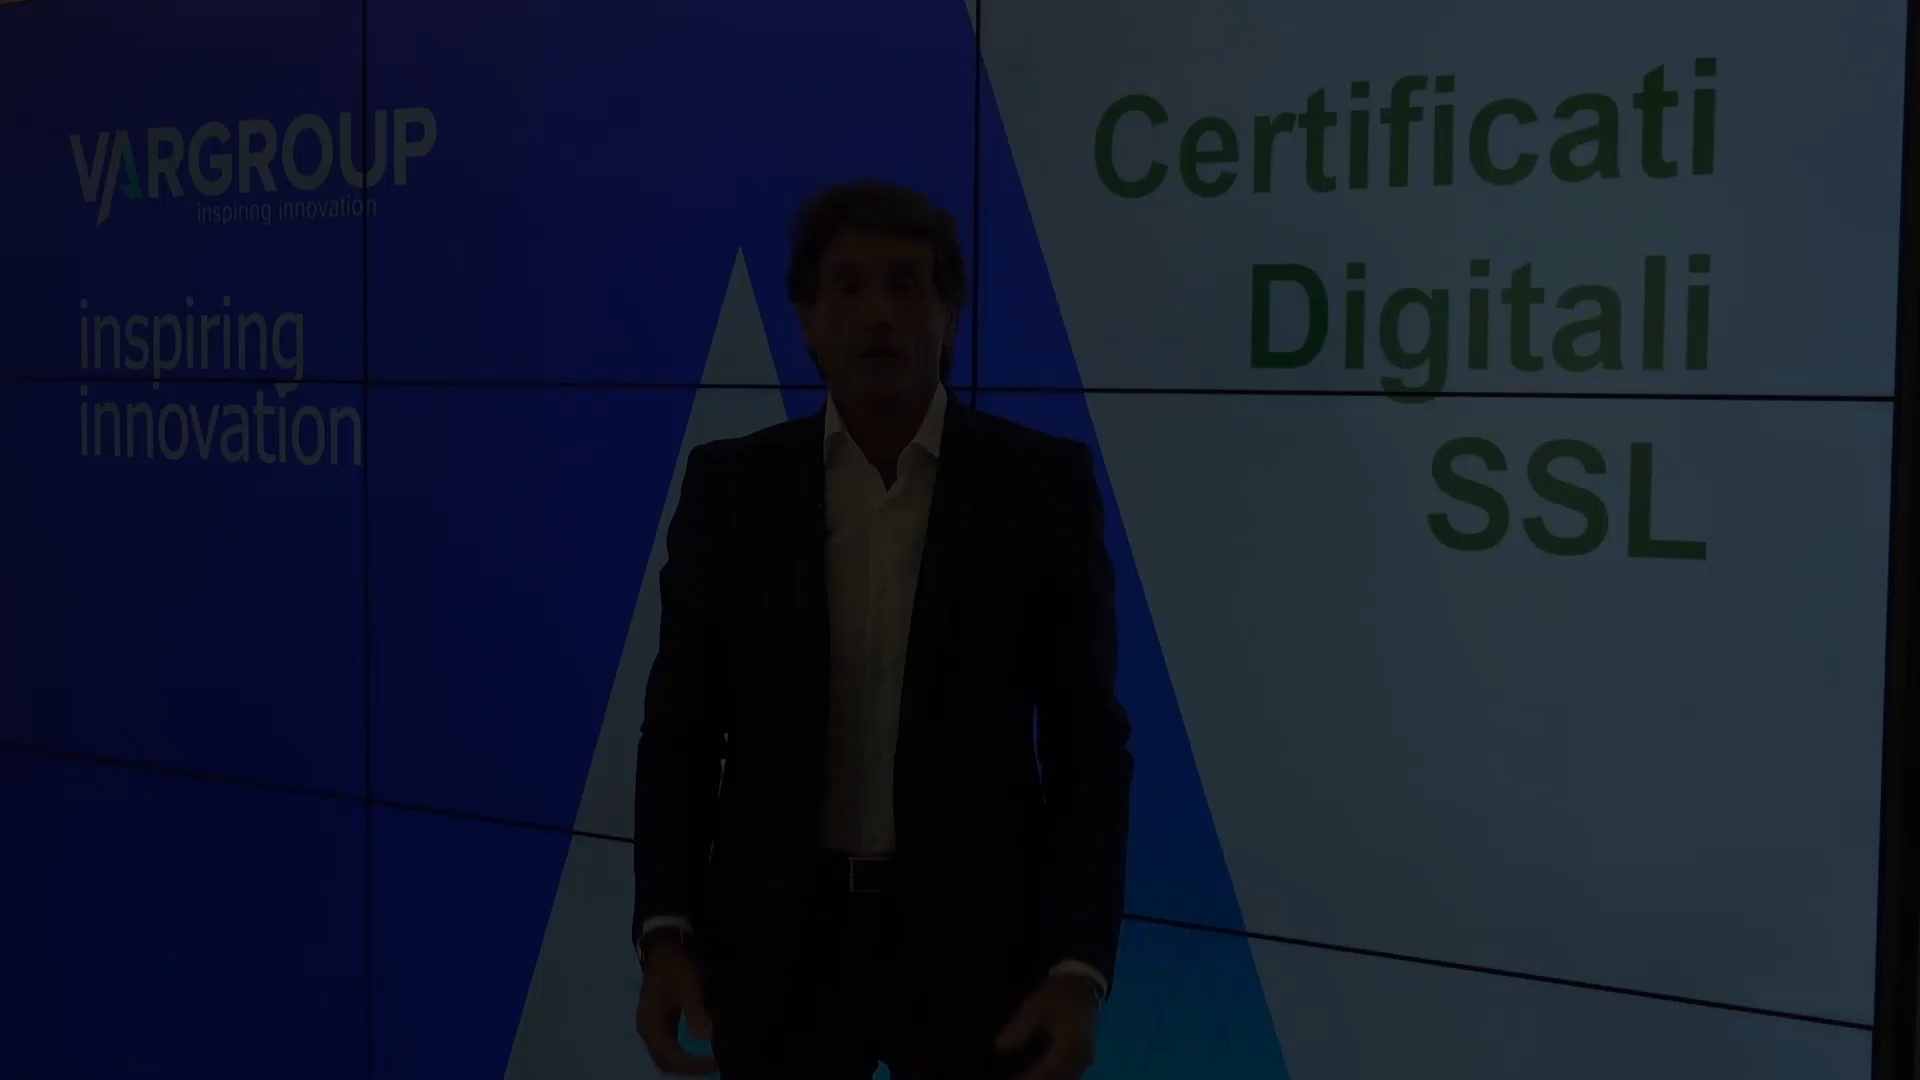 VARGROUP
inspiring innovation
inspiring
innovation
Certificati
Digitali
SSL